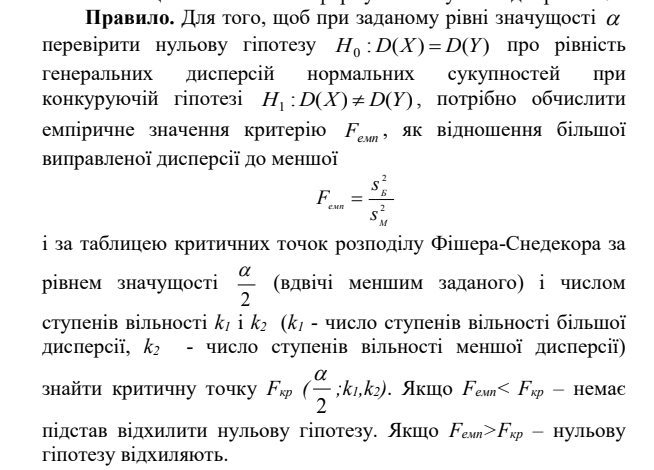 Правило. Для того, щоб при заданому рівні значущості α
перевірити нульову гіпотезу H₀ : D(X) = D(Y) про рівність
генеральних дисперсій нормальних сукупностей при
конкуруючій гіпотезі H₁ : D(X) ≠ D(Y), потрібно обчислити
емпіричне значення критерію Fемп, як відношення більшої
виправленої дисперсії до меншої
Fемп = s²Б / s²М
і за таблицею критичних точок розподілу Фішера-Снедекора за
рівнем значущості α/2 (вдвічі меншим заданого) і числом
ступенів вільності k1 і k2 (k1 - число ступенів вільності більшої
дисперсії, k2 - число ступенів вільності меншої дисперсії)
знайти критичну точку Fкр (α/2;k1,k2). Якщо Fемп< Fкр – немає
підстав відхилити нульову гіпотезу. Якщо Fемп>Fкр – нульову
гіпотезу відхиляють.